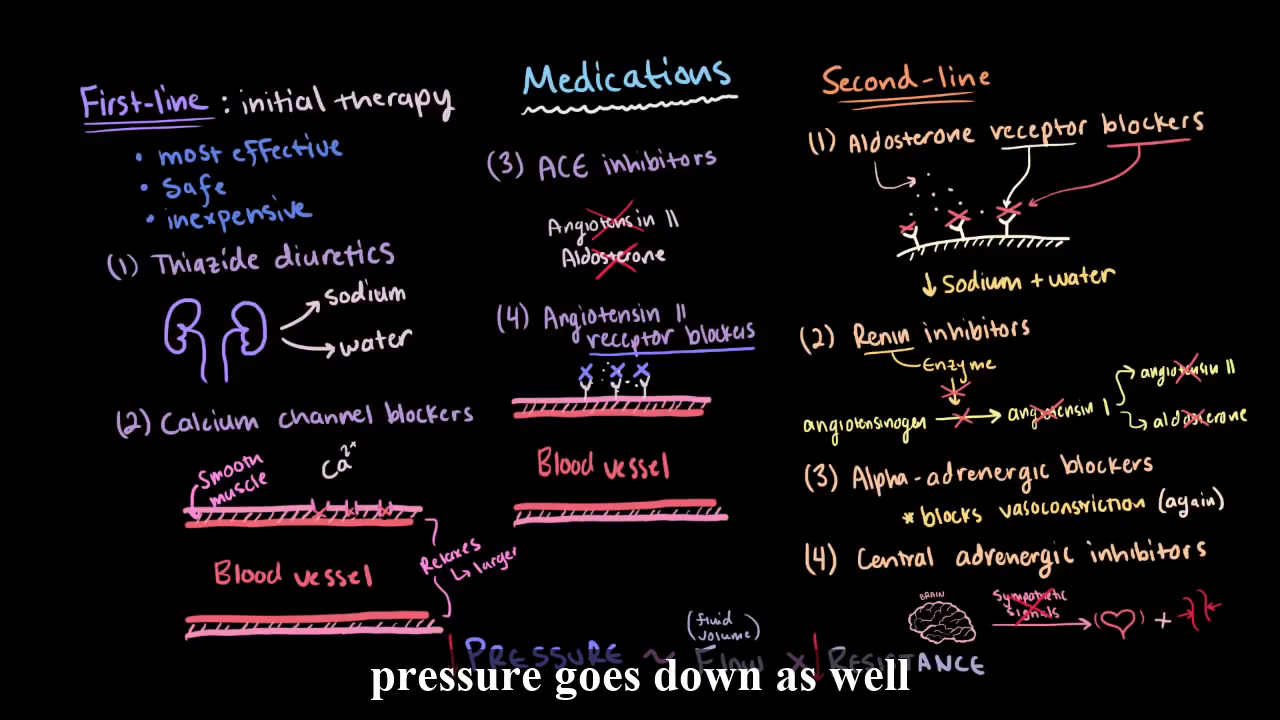 First-line : initial therapy
• most effective
• Safe
• inexpensive
(1) Thiazide diuretics
sodium
water
(2) Calcium channel blockers
Smooth
muscle
Ca2+
Blood vessel
Relaxes
↳ larger
Medications
(3) ACE inhibitors
Angiotensin II
Aldosterone
(4) Angiotensin II
receptor blockers
Blood vessel
Second-line
(1) Aldosterone receptor blockers
↓ Sodium + water
(2) Renin inhibitors
Enzyme
angiotensinogen → angiotensin I
angiotensin II
aldosterone
(3) Alpha-adrenergic blockers
* blocks vasoconstriction (again)
(4) Central adrenergic inhibitors
BRAIN
Sympathetic
signals
+
(fluid
volume)
↓ PRESSURE ~ FLOW × ↓ RESISTANCE
pressure goes down as well